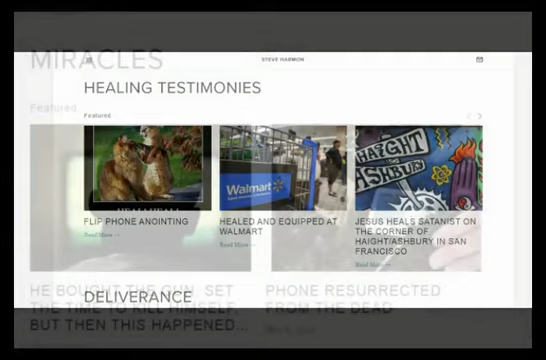 MIRACLES
STEVE HARMON
HEALING TESTIMONIES
Featured
Featured
Walmart
HAIGHT
ASHBURY
FLIP PHONE ANOINTING
Read More
HEALED AND EQUIPPED AT
WALMART
Read More
JESUS HEALS SATANIST ON
THE CORNER OF
HAIGHT/ASHBURY IN SAN
FRANCISCO
Read More
DELIVERANCE
HE BOUGHT THE GUN, SET
THE TIME TO KILL HIMSELF,
BUT THEN THIS HAPPENED...
PHONE RESURRECTED
FROM THE DEAD